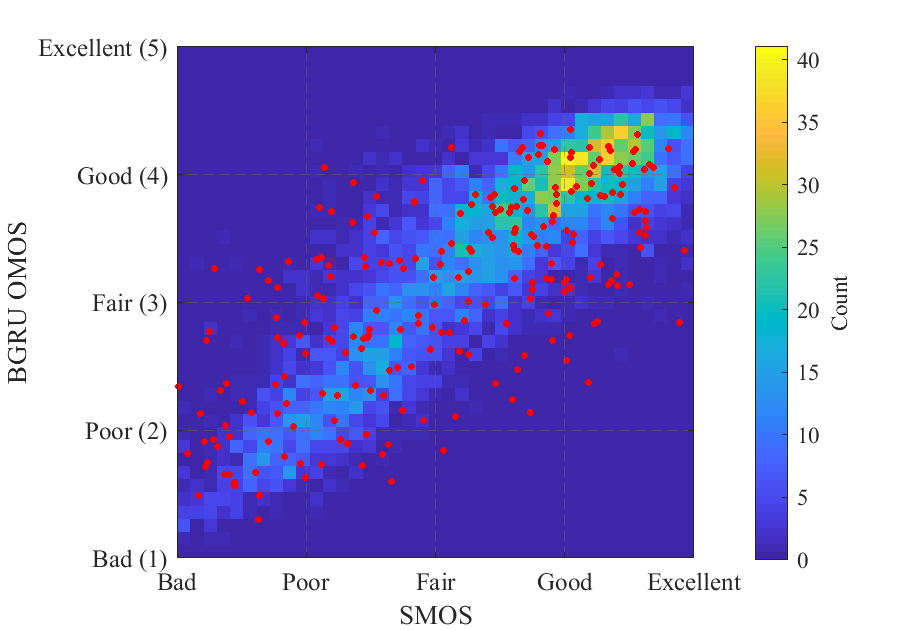 Excellent (5)
Good (4)
Fair (3)
Poor (2)
Bad (1)
BGRU OMOS
Bad
Poor
Fair
Good
Excellent
SMOS
40
35
30
25
20
15
10
5
0
Count